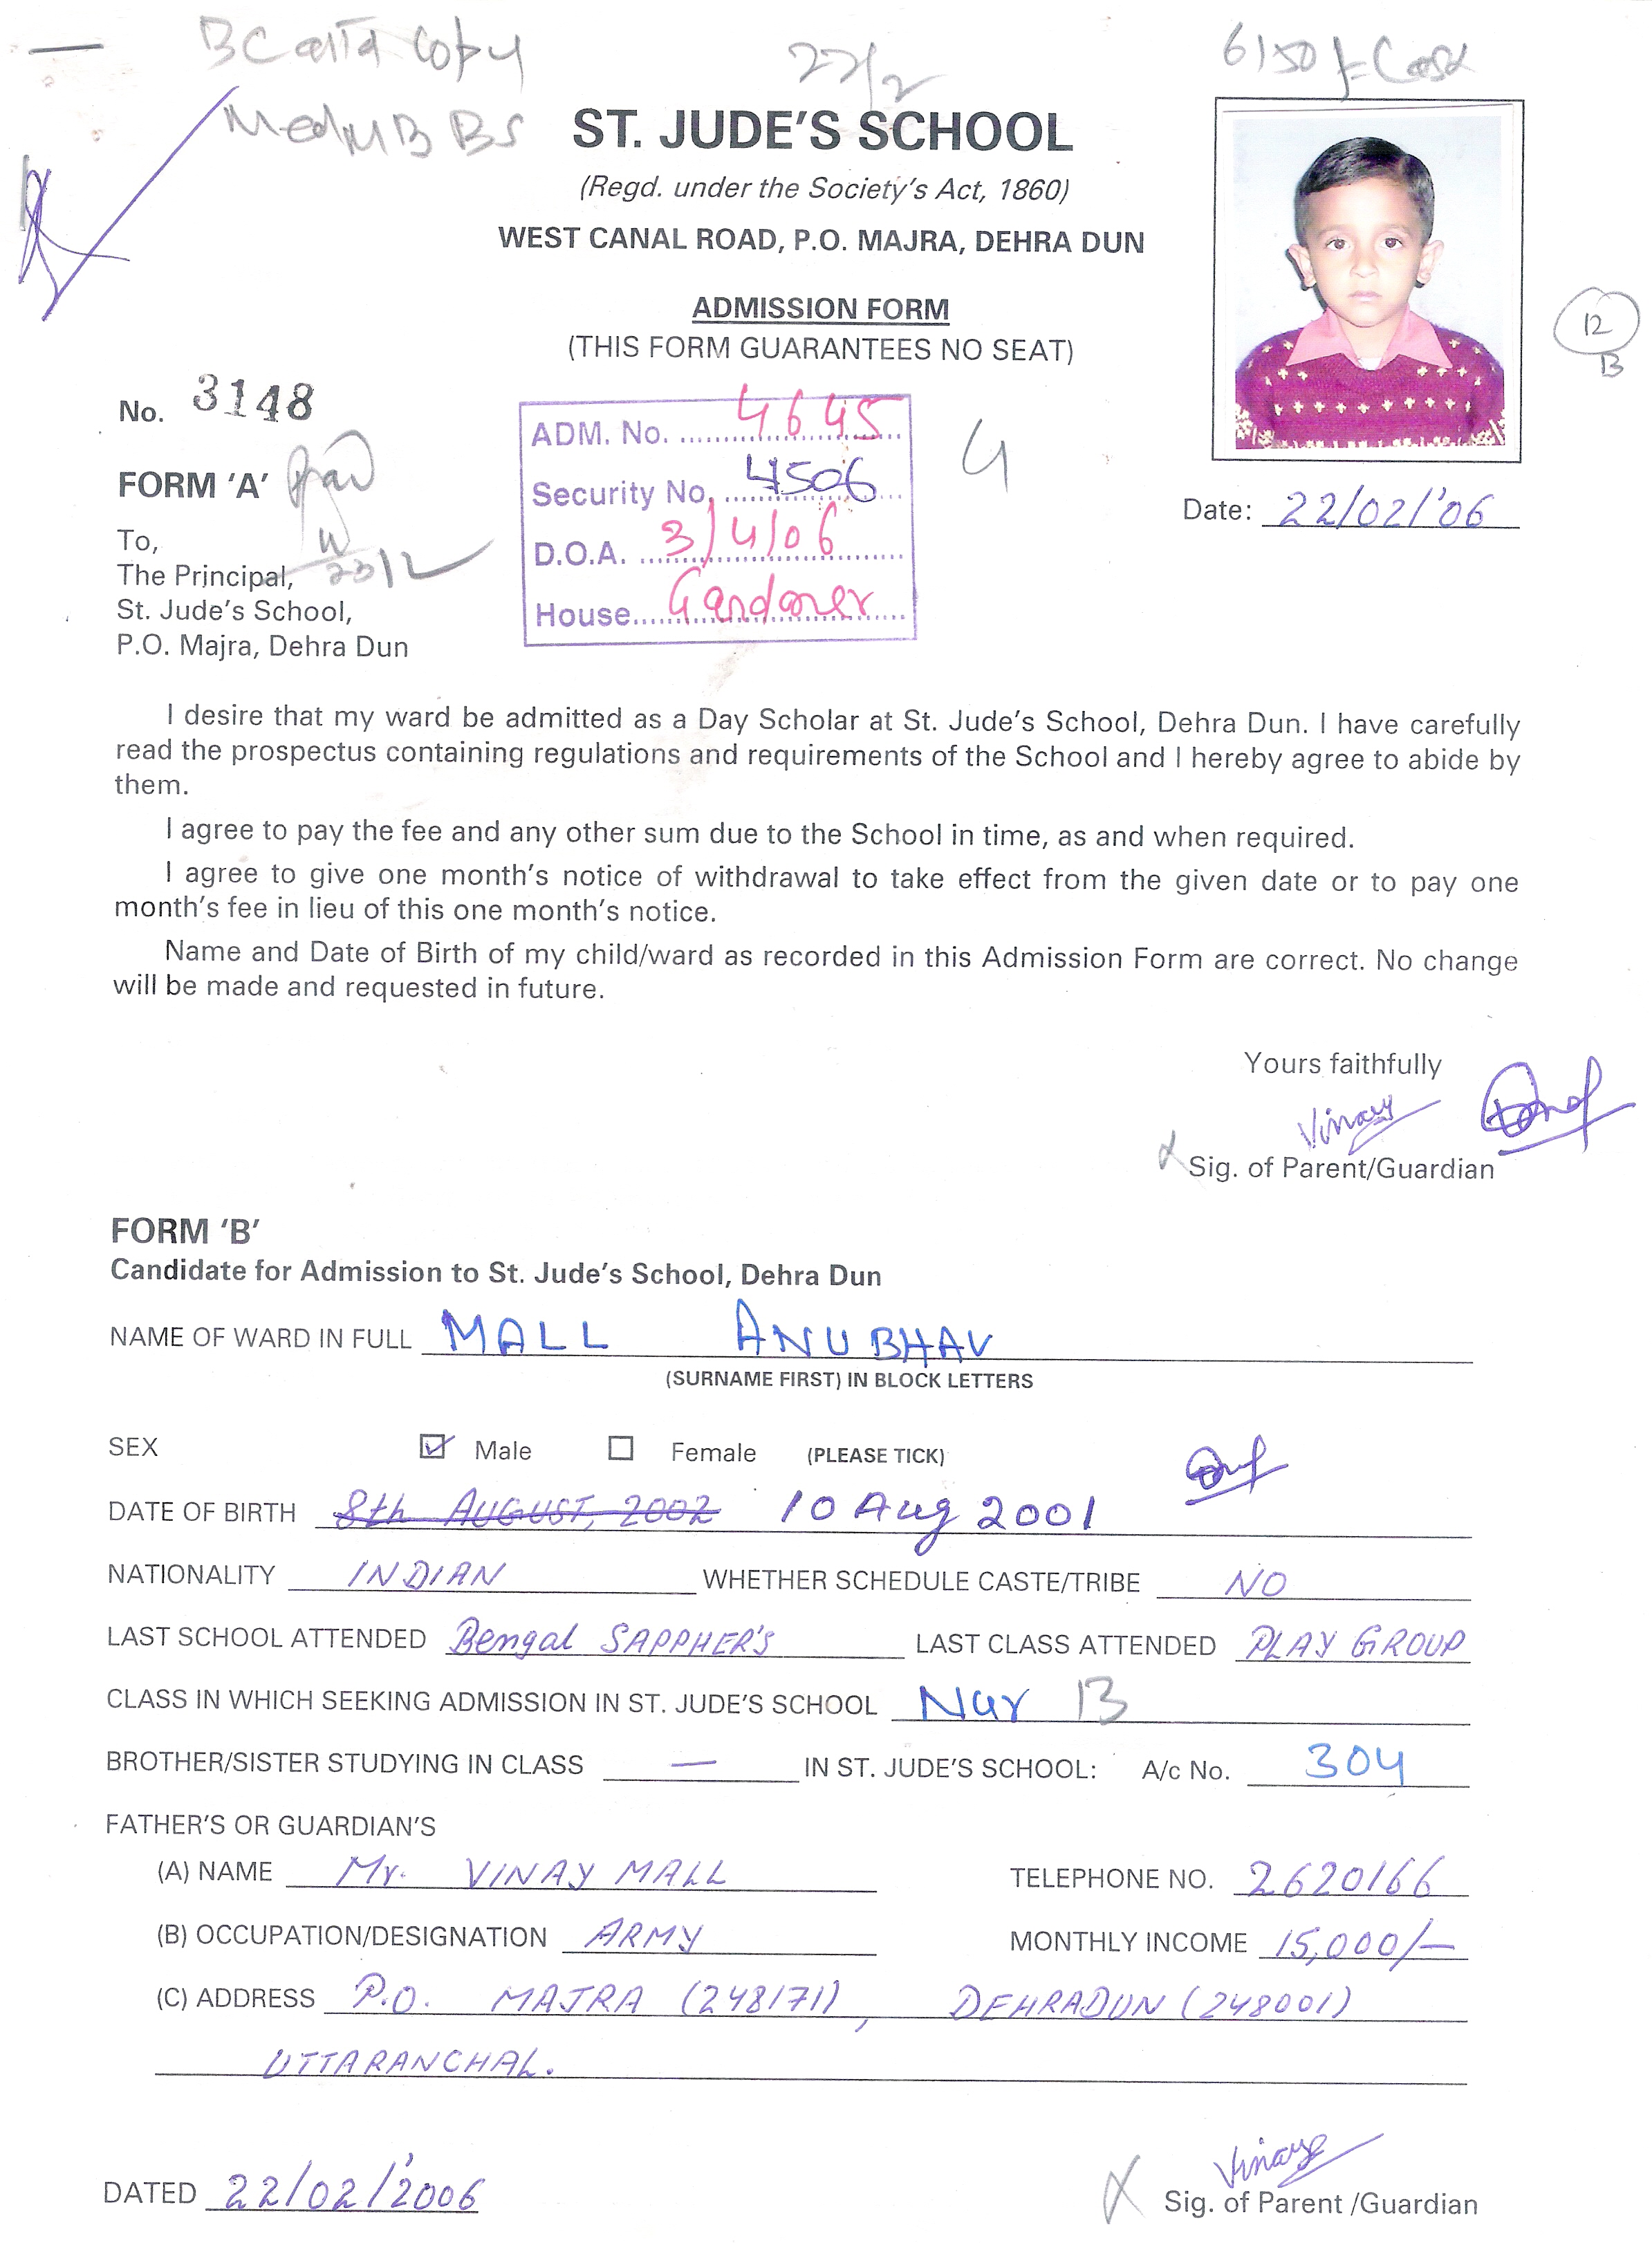 BC atta copy
22/2
6150/- Cash
Med MBBS
ST. JUDE'S SCHOOL
(Regd. under the Society's Act, 1860)
WEST CANAL ROAD, P.O. MAJRA, DEHRA DUN
ADMISSION FORM
(THIS FORM GUARANTEES NO SEAT)
12
B
No. 3148
ADM. No. 4645
Security No. 4506
D.O.A. 3/4/06
House Gardner
4
FORM 'A'
Date: 22/02/'06
To,
23/2
The Principal,
St. Jude's School,
P.O. Majra, Dehra Dun
I desire that my ward be admitted as a Day Scholar at St. Jude's School, Dehra Dun. I have carefully
read the prospectus containing regulations and requirements of the School and I hereby agree to abide by
them.
I agree to pay the fee and any other sum due to the School in time, as and when required.
I agree to give one month's notice of withdrawal to take effect from the given date or to pay one
month's fee in lieu of this one month's notice.
Name and Date of Birth of my child/ward as recorded in this Admission Form are correct. No change
will be made and requested in future.
Yours faithfully
Vinay
Sig. of Parent/Guardian
FORM 'B'
Candidate for Admission to St. Jude's School, Dehra Dun
NAME OF WARD IN FULL MALL ANUBHAV
(SURNAME FIRST) IN BLOCK LETTERS
SEX Male Female (PLEASE TICK)
DATE OF BIRTH 8th AUGUST, 2002 10 Aug 2001
NATIONALITY INDIAN WHETHER SCHEDULE CASTE/TRIBE NO
LAST SCHOOL ATTENDED Bengal SAPPHER'S LAST CLASS ATTENDED PLAY GROUP
CLASS IN WHICH SEEKING ADMISSION IN ST. JUDE'S SCHOOL Nur B
BROTHER/SISTER STUDYING IN CLASS — IN ST. JUDE'S SCHOOL: A/c No. 304
FATHER'S OR GUARDIAN'S
(A) NAME Mr. VINAY MALL TELEPHONE NO. 2620166
(B) OCCUPATION/DESIGNATION ARMY MONTHLY INCOME 15,000/-
(C) ADDRESS P.O. MAJRA (248171), DEHRADUN (248001)
UTTARANCHAL.
DATED 22/02/'2006
Vinay
Sig. of Parent /Guardian